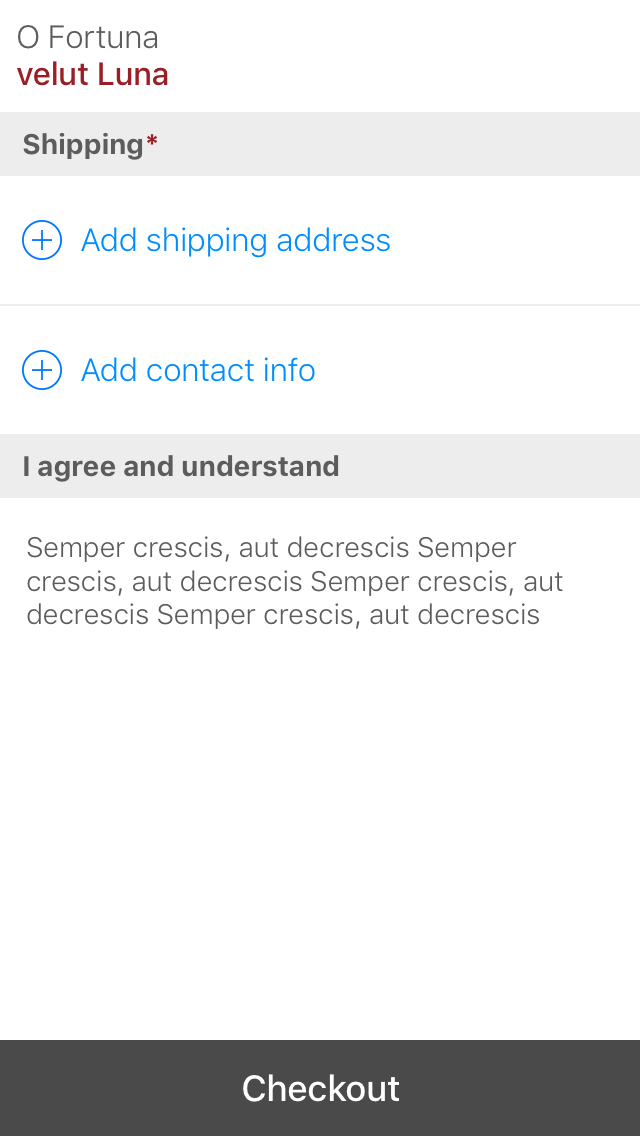 O Fortuna
velut Luna
Shipping*
Add shipping address
Add contact info
I agree and understand
Semper crescis, aut decrescis Semper
crescis, aut decrescis Semper crescis, aut
decrescis Semper crescis, aut decrescis
Checkout